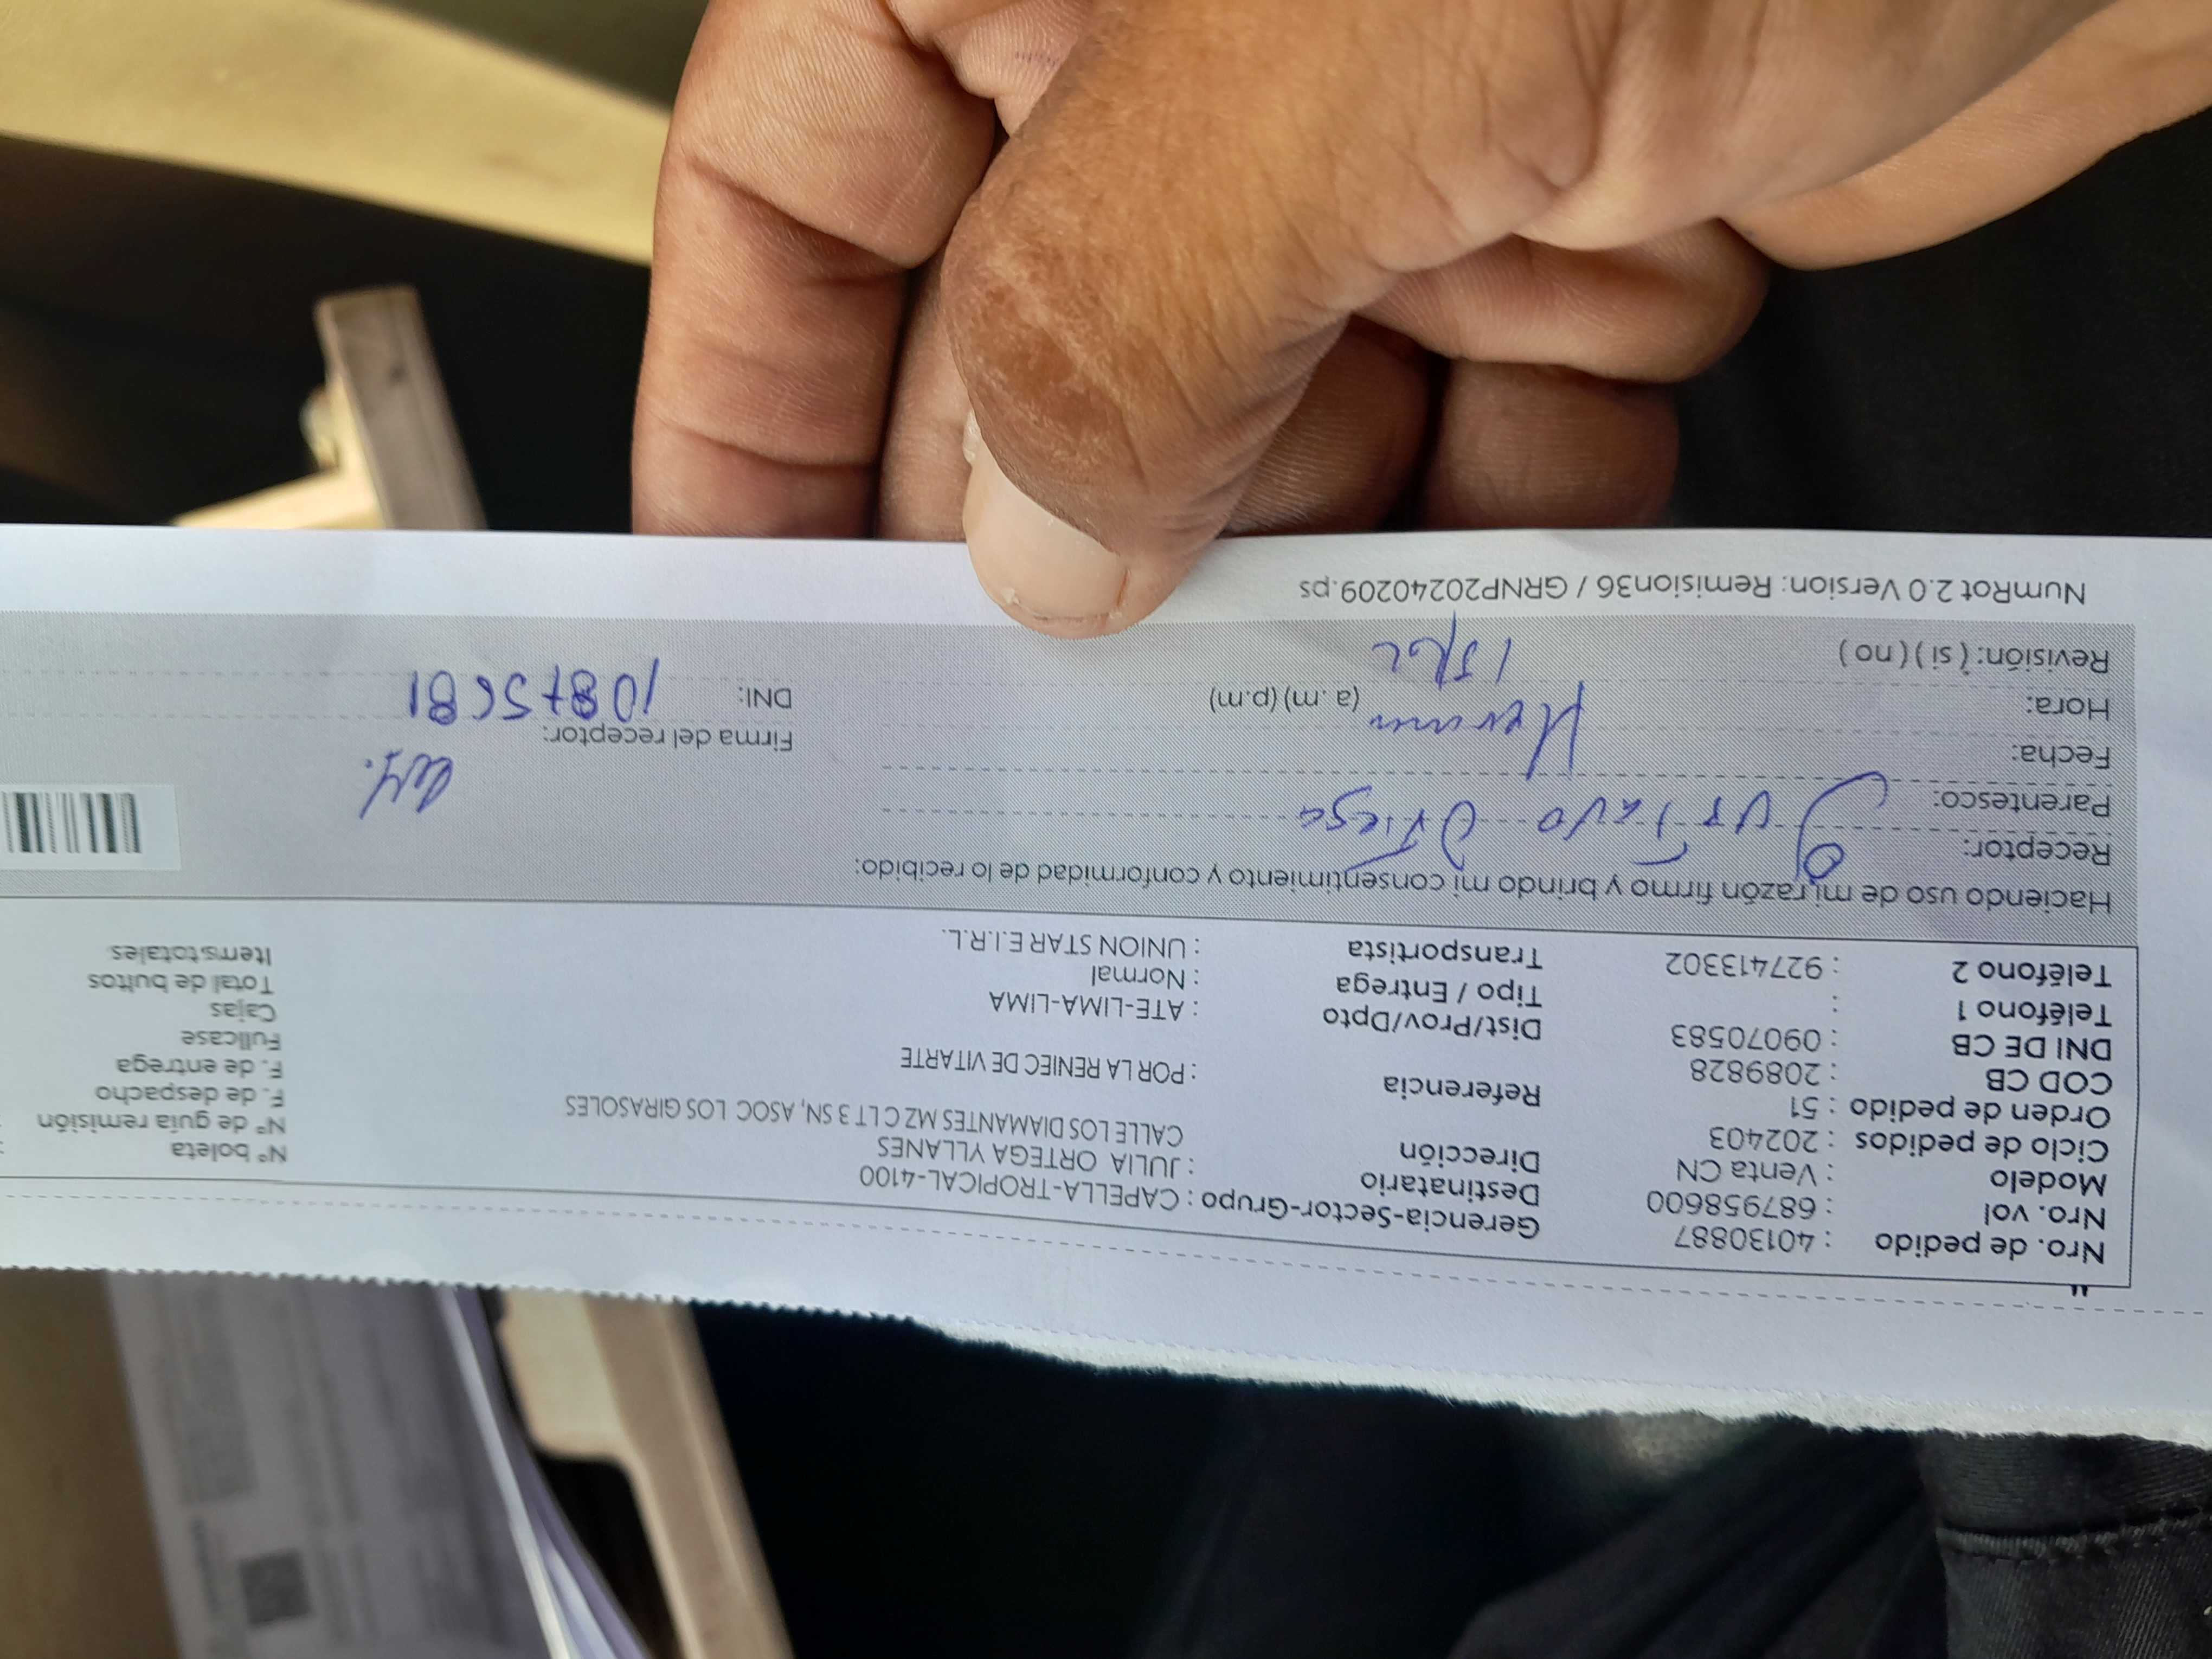 Nro. de pedido : 40130887 Gerencia-Sector-Grupo : CAPELLA-TROPICAL-4100
Nro. vol : 687958600 Destinatario : JULIA ORTEGA YLLANES Nº boleta :
Modelo : Venta CN Dirección CALLE LOS DIAMANTES MZ C LT 3 SN, ASOC LOS GIRASOLES Nº de guía remisión
Ciclo de pedidos : 202403 F. de despacho
Orden de pedido : 51 Referencia : POR LA RENIEC DE VITARTE F. de entrega
COD CB : 2089828 Fullcase
DNI DE CB : 09070583 Dist/Prov/Dpto : ATE-LIMA-LIMA Cajas
Teléfono 1 : Tipo / Entrega : Normal Total de bultos
Teléfono 2 : 927413302 Transportista : UNION STAR E.I.R.L. Items totales
Haciendo uso de mi razón firmo y brindo mi consentimiento y conformidad de lo recibido:
Receptor: Gustavo Ortega
Parentesco:
Fecha: Firma del receptor:
Hora: (a. m) (p.m) DNI:
Revisión: ( si ) ( no )
NumRot 2.0 Version: Remision36 / GRNP20240209.ps